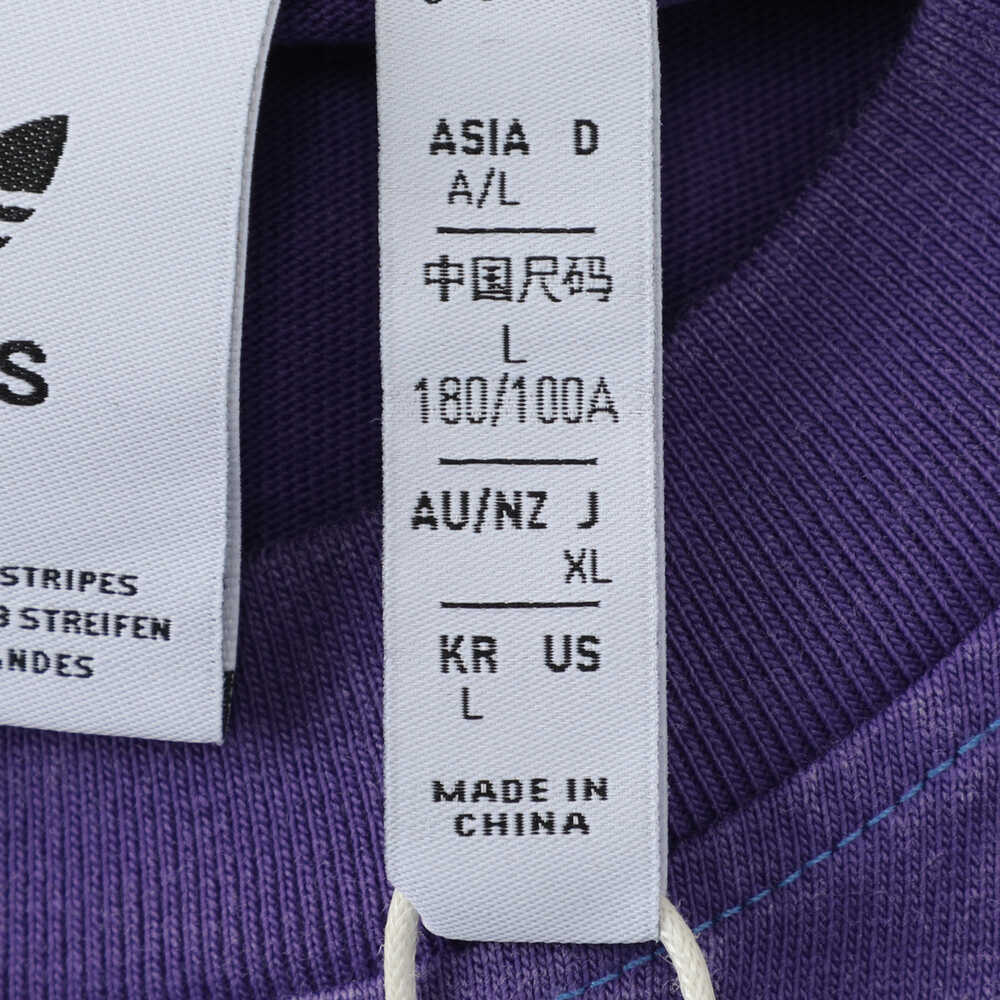 ASIA D
A/L
中国尺码
L
180/100A
AU/NZ J
XL
KR US
L
MADE IN
CHINA
S
STRIPES
3 STREIFEN
ANDES